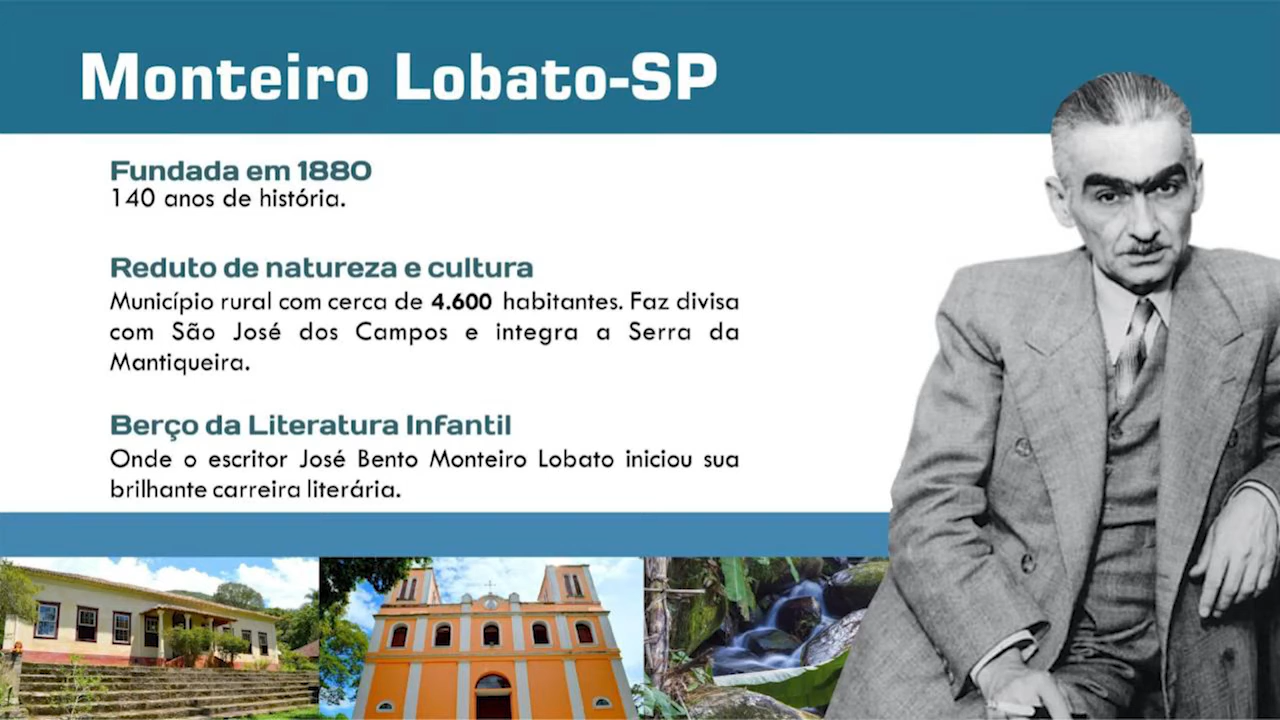 Monteiro Lobato-SP
Fundada em 1880
140 anos de história.
Reduto de natureza e cultura
Município rural com cerca de 4.600 habitantes. Faz divisa
com São José dos Campos e integra a Serra da
Mantiqueira.
Berço da Literatura Infantil
Onde o escritor José Bento Monteiro Lobato iniciou sua
brilhante carreira literária.